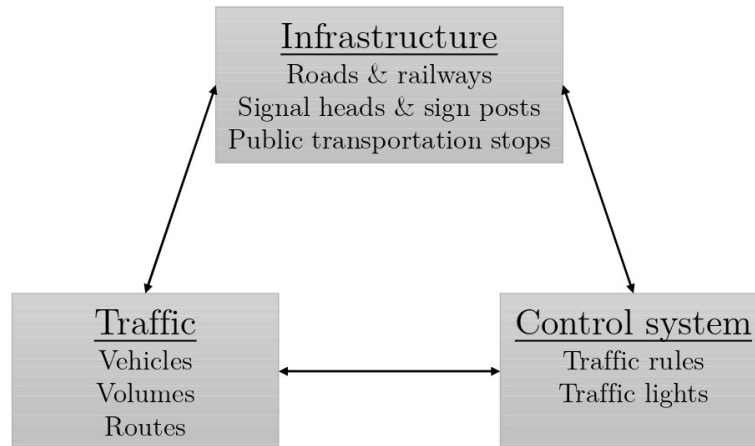 Infrastructure
Roads & railways
Signal heads & sign posts
Public transportation stops
Traffic
Vehicles
Volumes
Routes
Control system
Traffic rules
Traffic lights